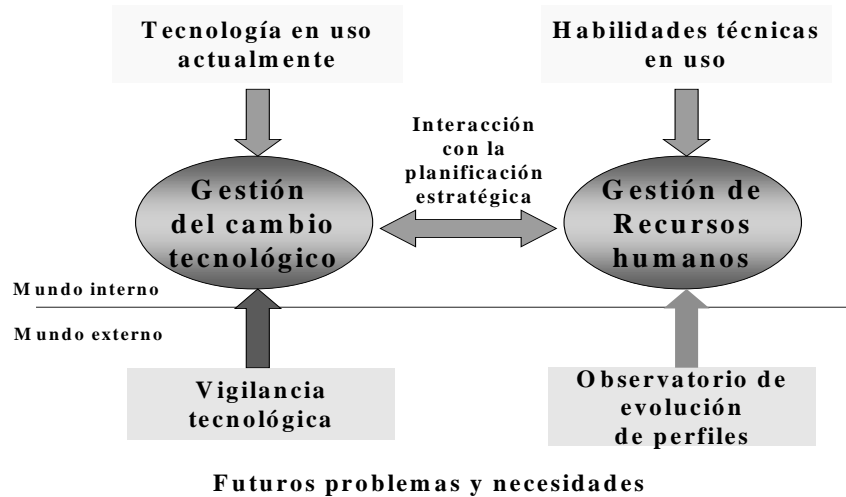 Tecnología en uso
actualmente
Habilidades técnicas
en uso
Interacción
con la
planificación
estratégica
Gestión
del cambio
tecnológico
Gestión de
Recursos
humanos
Mundo interno
Mundo externo
Vigilancia
tecnológica
Observatorio de
evolución
de perfiles
Futuros problemas y necesidades